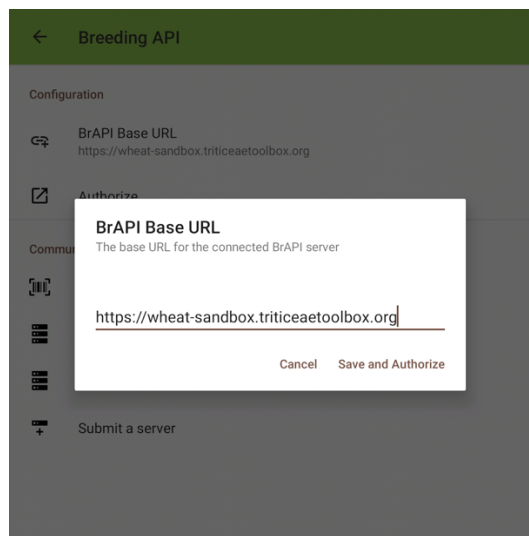 Breeding API
Configuration
BrAPI Base URL
https://wheat-sandbox.triticeaetoolbox.org
Authorize
Commu
BrAPI Base URL
The base URL for the connected BrAPI server
https://wheat-sandbox.triticeaetoolbox.org
Cancel Save and Authorize
Submit a server